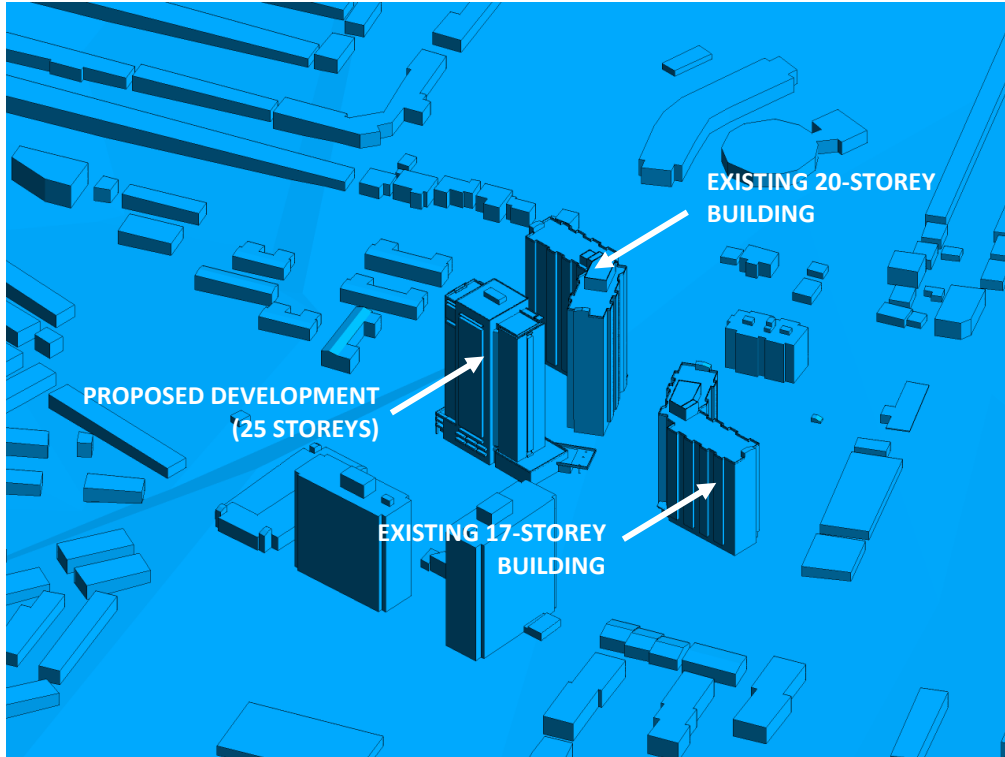 EXISTING 20-STOREY
BUILDING
PROPOSED DEVELOPMENT
(25 STOREYS)
EXISTING 17-STOREY
BUILDING